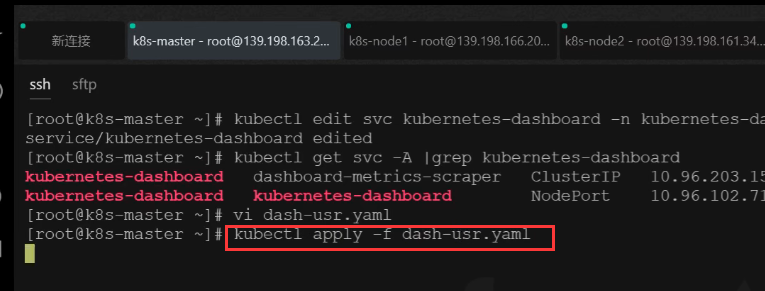 新连接 k8s-master - root@139.198.163.2... k8s-node1 - root@139.198.166.20... k8s-node2 - root@139.198.161.34...
ssh sftp
[root@k8s-master ~]# kubectl edit svc kubernetes-dashboard -n kubernetes-da
service/kubernetes-dashboard edited
[root@k8s-master ~]# kubectl get svc -A |grep kubernetes-dashboard
kubernetes-dashboard dashboard-metrics-scraper ClusterIP 10.96.203.15
kubernetes-dashboard kubernetes-dashboard NodePort 10.96.102.71
[root@k8s-master ~]# vi dash-usr.yaml
[root@k8s-master ~]# kubectl apply -f dash-usr.yaml